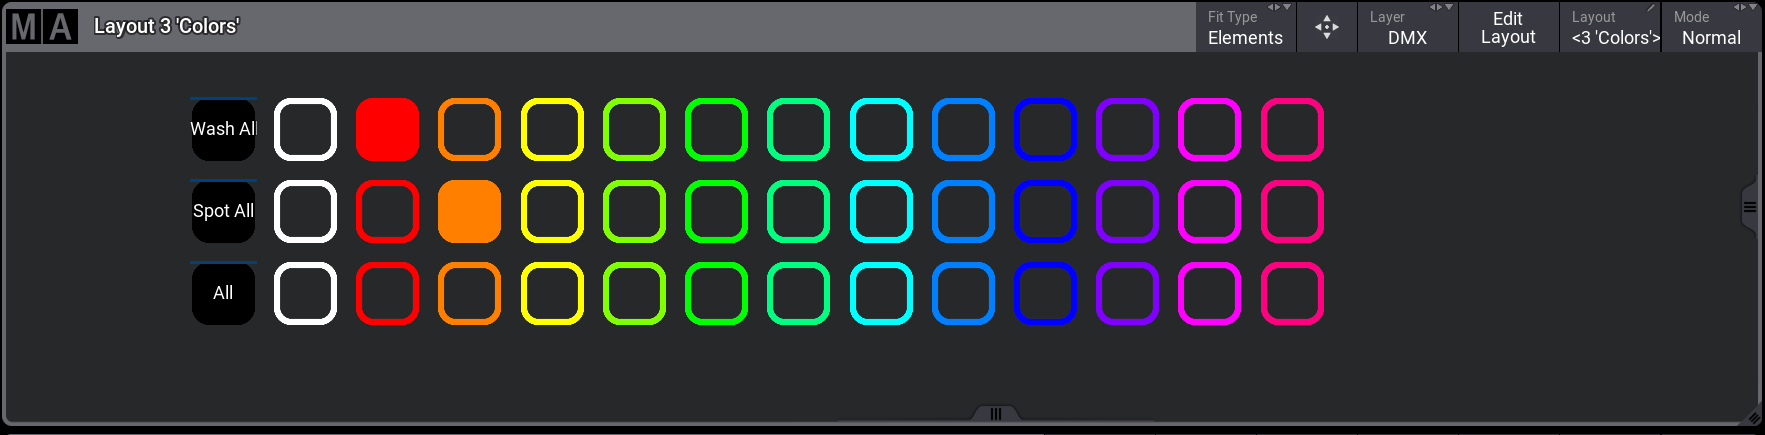 MA
Layout 3 'Colors'
Fit Type
Elements
Layer
DMX
Edit
Layout
Layout
<3 'Colors'>
Mode
Normal
Wash All
Spot All
All